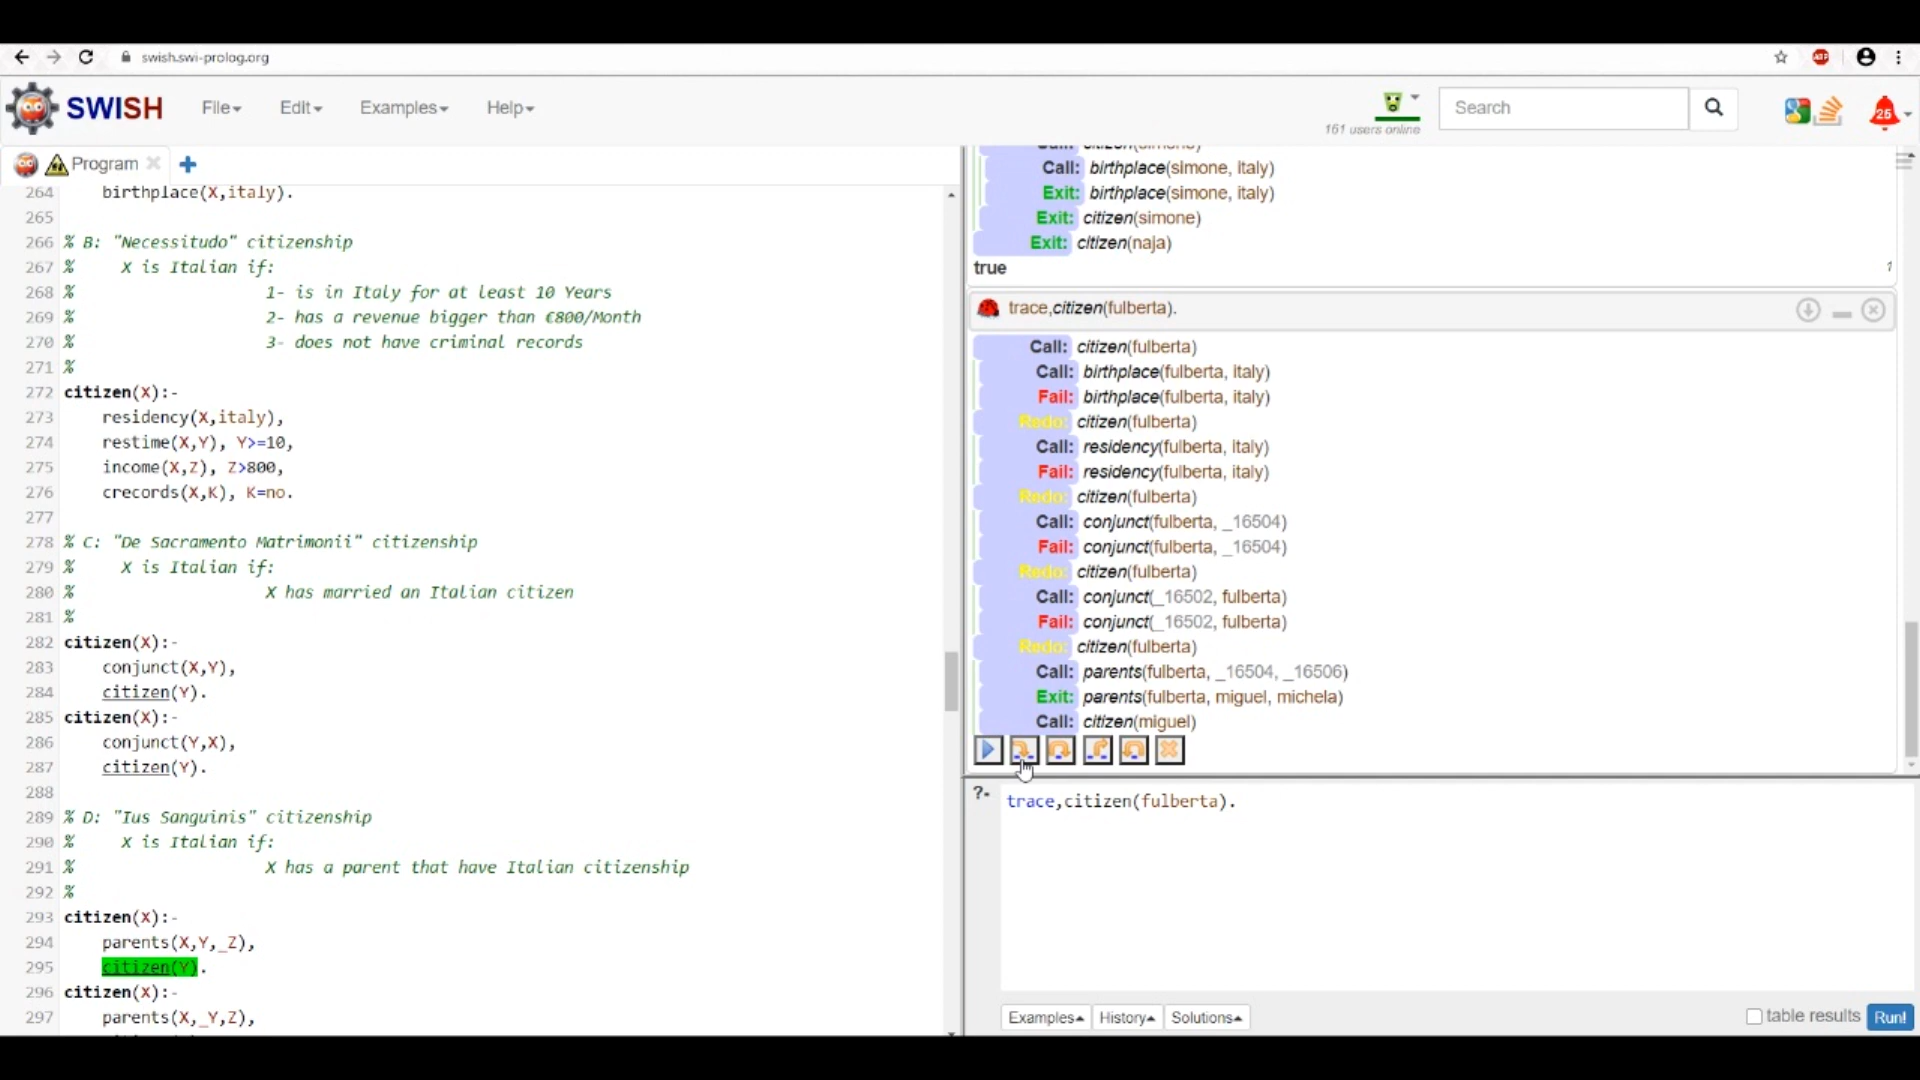 swish.swi-prolog.org
SWISH File Edit Examples Help 161 users online Search 25
Program
264 birthplace(X,italy).
265
266 % B: "Necessitudo" citizenship
267 % X is Italian if:
268 % 1- is in Italy for at least 10 Years
269 % 2- has a revenue bigger than €800/Month
270 % 3- does not have criminal records
271 %
272 citizen(X):-
273 residency(X,italy),
274 restime(X,Y), Y>=10,
275 income(X,Z), Z>800,
276 crecords(X,K), K=no.
277
278 % C: "De Sacramento Matrimonii" citizenship
279 % X is Italian if:
280 % X has married an Italian citizen
281 %
282 citizen(X):-
283 conjunct(X,Y),
284 citizen(Y).
285 citizen(X):-
286 conjunct(Y,X),
287 citizen(Y).
288
289 % D: "Ius Sanguinis" citizenship
290 % X is Italian if:
291 % X has a parent that have Italian citizenship
292 %
293 citizen(X):-
294 parents(X,Y,_Z),
295 citizen(Y).
296 citizen(X):-
297 parents(X,_Y,Z),
Call: citizen(simone)
Call: birthplace(simone, italy)
Exit: birthplace(simone, italy)
Exit: citizen(simone)
Exit: citizen(naja)
true 1
trace,citizen(fulberta).
Call: citizen(fulberta)
Call: birthplace(fulberta, italy)
Fail: birthplace(fulberta, italy)
Redo: citizen(fulberta)
Call: residency(fulberta, italy)
Fail: residency(fulberta, italy)
Redo: citizen(fulberta)
Call: conjunct(fulberta, _16504)
Fail: conjunct(fulberta, _16504)
Redo: citizen(fulberta)
Call: conjunct(_16502, fulberta)
Fail: conjunct(_16502, fulberta)
Redo: citizen(fulberta)
Call: parents(fulberta, _16504, _16506)
Exit: parents(fulberta, miguel, michela)
Call: citizen(miguel)
?- trace,citizen(fulberta).
Examples History Solutions table results Run!